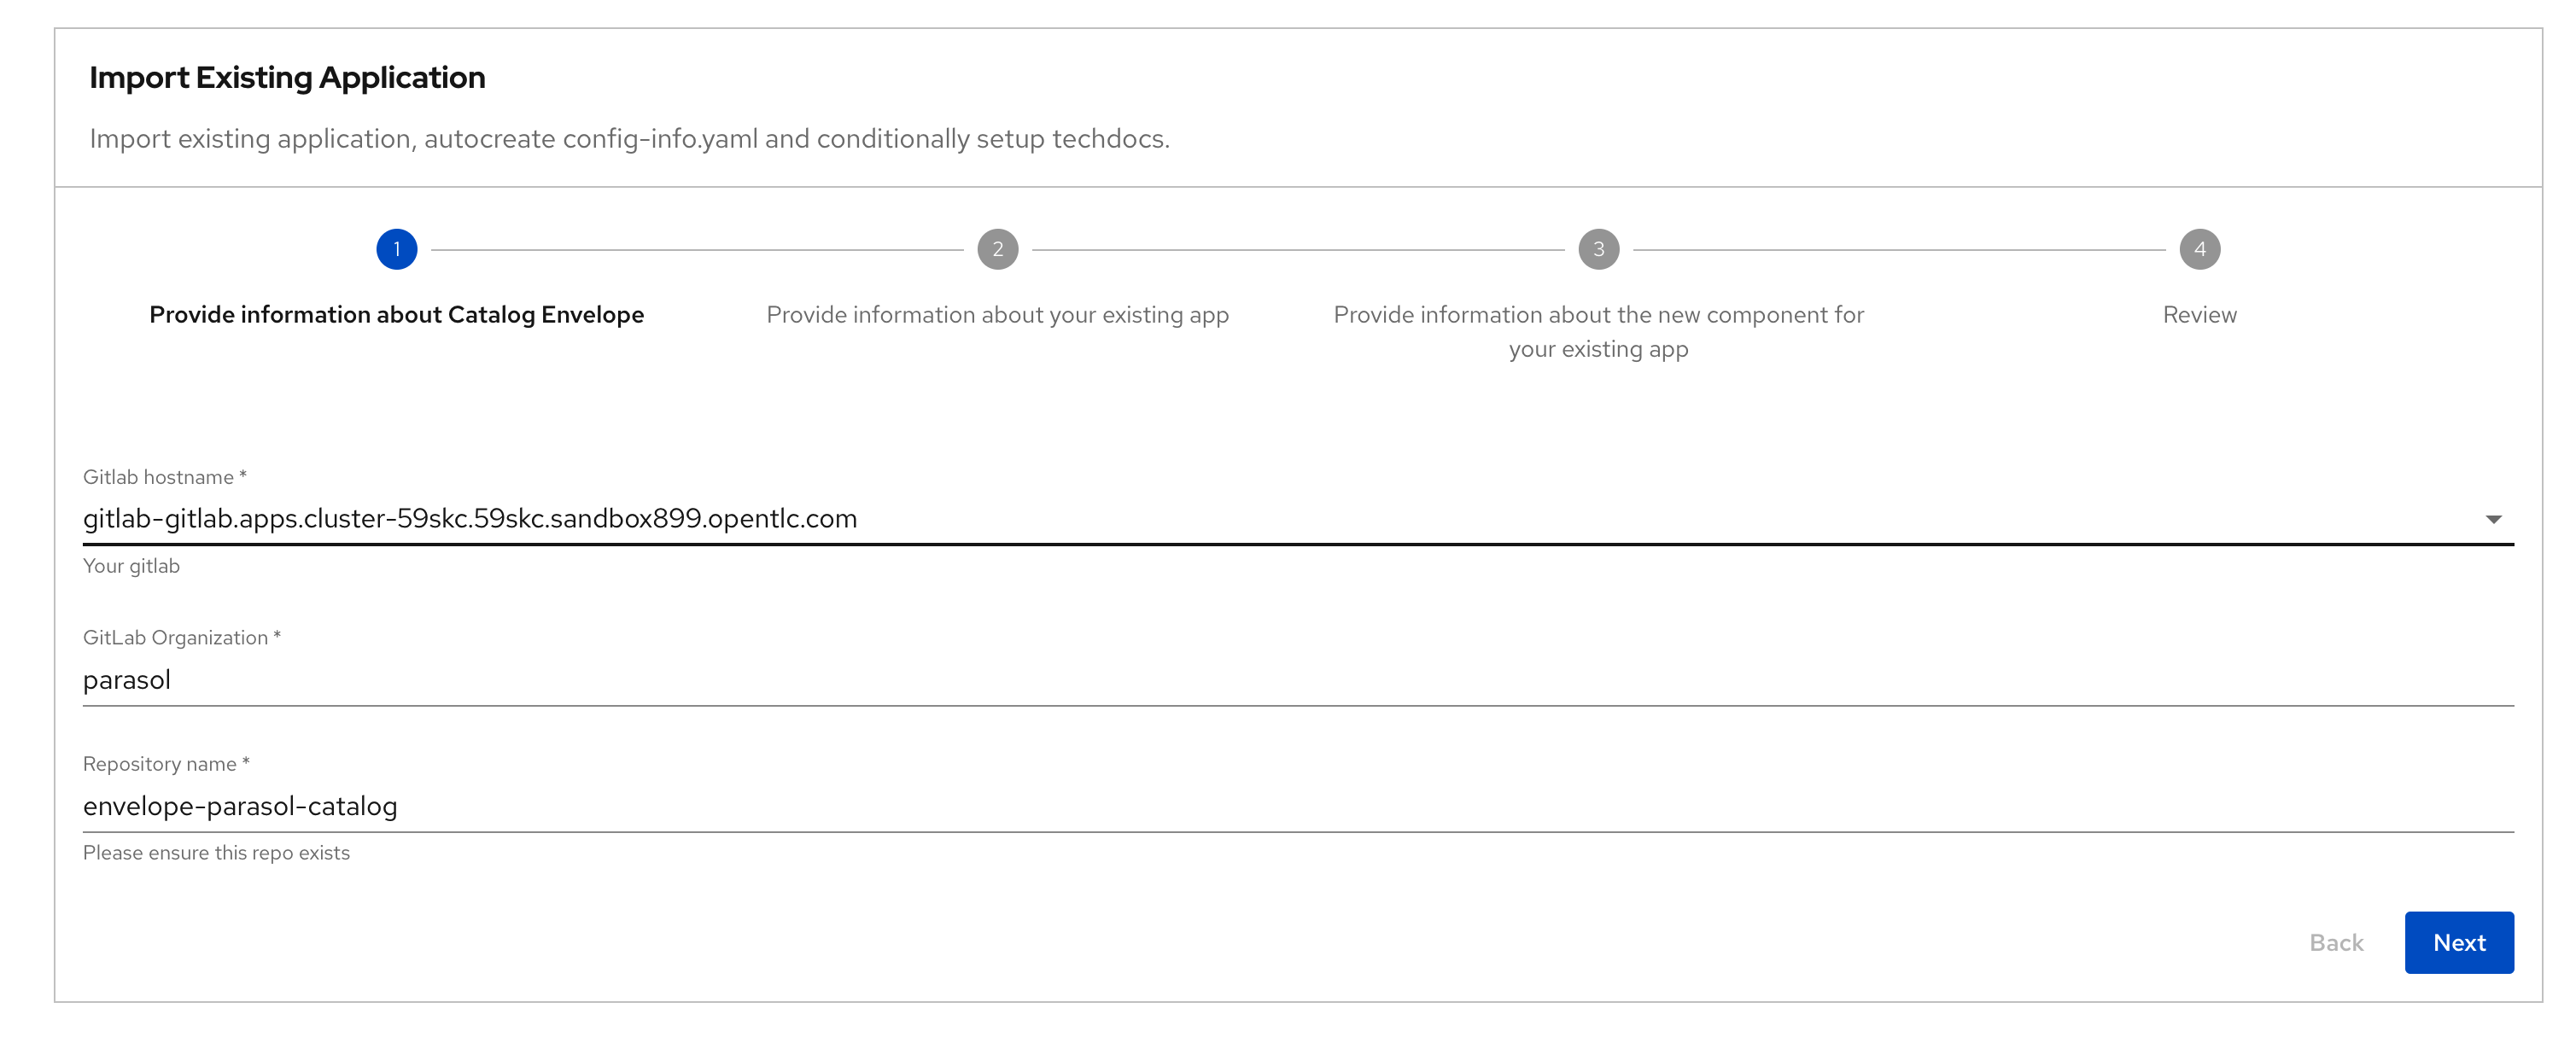 Import Existing Application
Import existing application, autocreate config-info.yaml and conditionally setup techdocs.
1
2
3
4
Provide information about Catalog Envelope
Provide information about your existing app
Provide information about the new component for
your existing app
Review
Gitlab hostname *
gitlab-gitlab.apps.cluster-59skc.59skc.sandbox899.opentlc.com
Your gitlab
GitLab Organization *
parasol
Repository name *
envelope-parasol-catalog
Please ensure this repo exists
Back
Next